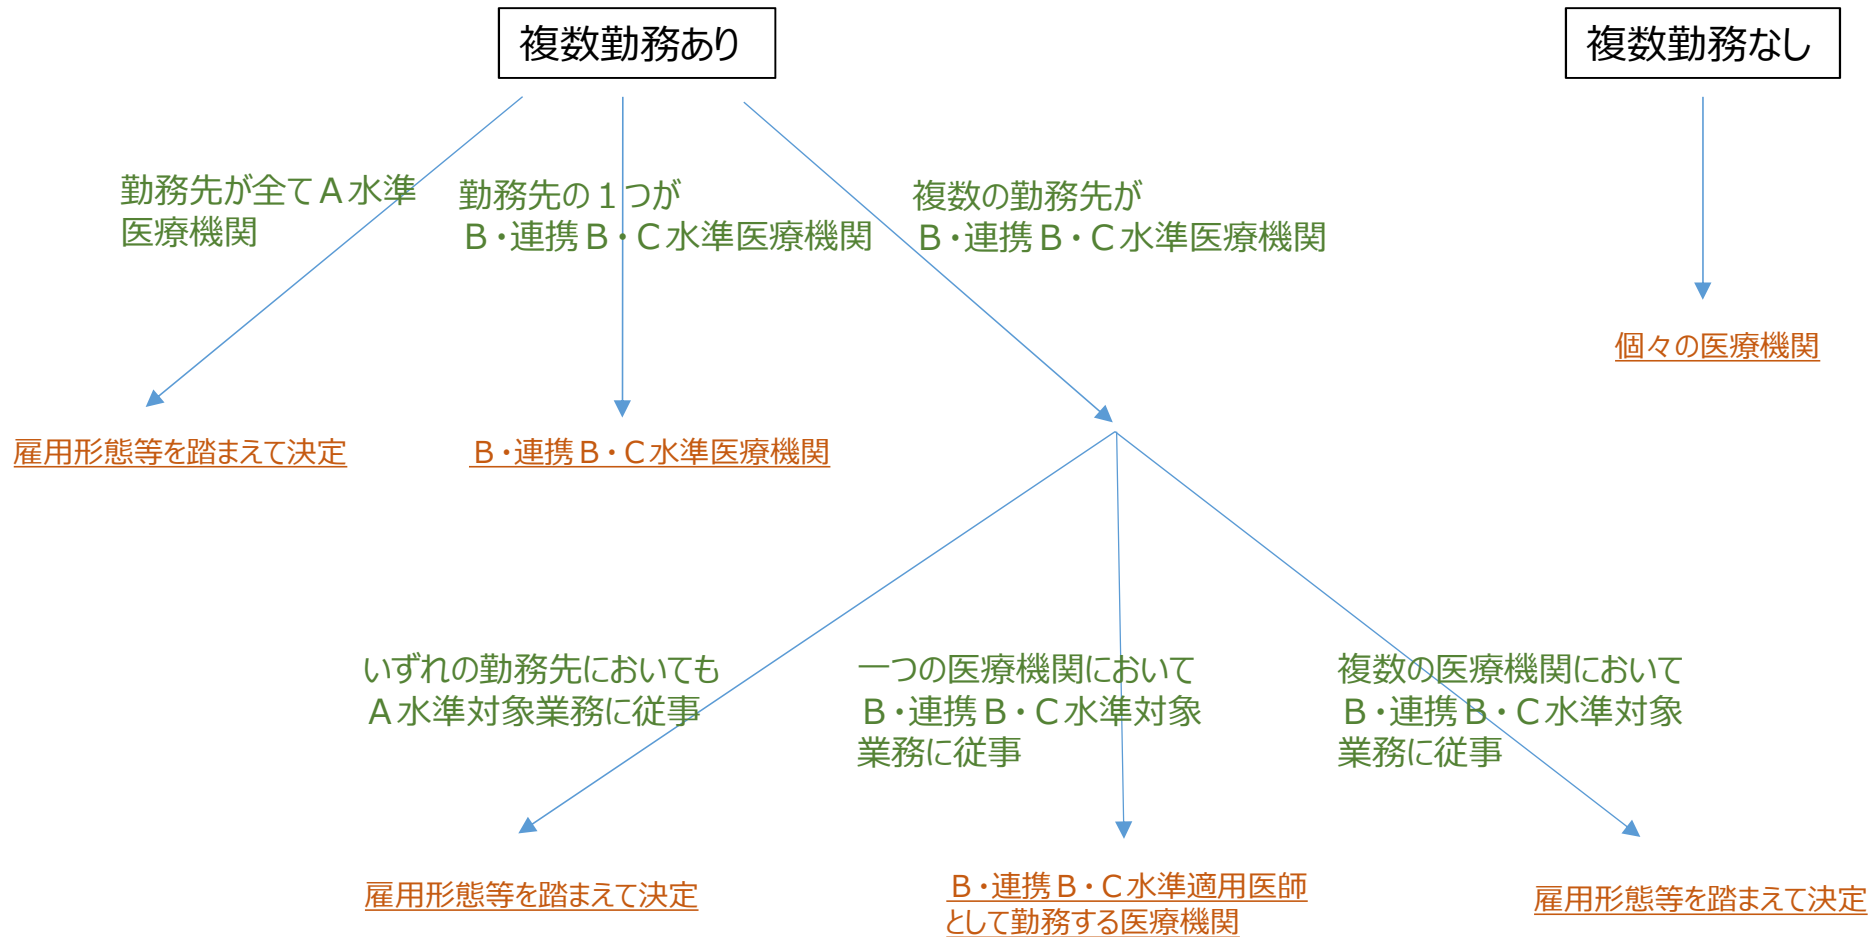 複数勤務あり
複数勤務なし
勤務先が全てA水準
医療機関
勤務先の1つが
B・連携B・C水準医療機関
複数の勤務先が
B・連携B・C水準医療機関
個々の医療機関
雇用形態等を踏まえて決定
B・連携B・C水準医療機関
いずれの勤務先においても
A水準対象業務に従事
一つの医療機関において
B・連携B・C水準対象
業務に従事
複数の医療機関において
B・連携B・C水準対象
業務に従事
雇用形態等を踏まえて決定
B・連携B・C水準適用医師
として勤務する医療機関
雇用形態等を踏まえて決定